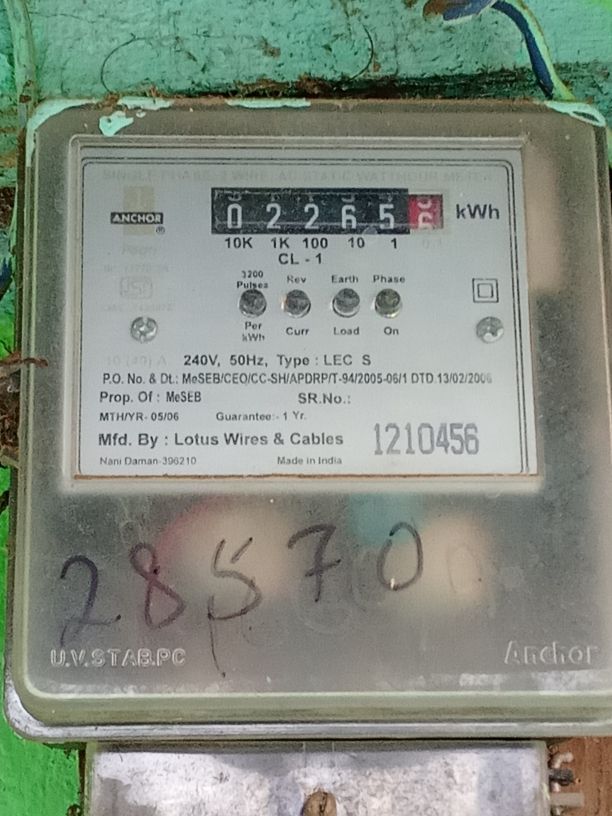 SINGLE PHASE 2 WIRE, AC STATIC WATTHOUR METER
ANCHOR ®
0 2 2 6 5 6 kWh
10K 1K 100 10 1 0.1
CL - 1
3200 Pulses Per kWh
Rev Curr
Earth Load
Phase On
10 (40) A 240V, 50Hz, Type : LEC S
P.O. No. & Dt.: MeSEB/CEO/CC-SH/APDRP/T-94/2005-06/1 DTD.13/02/2006
Prop. Of : MeSEB SR.No.:
MTH/YR- 05/06 Guarantee:- 1 Yr.
Mfd. By : Lotus Wires & Cables 1210456
Nani Daman-396210 Made in India
28570
U.V.STAB.PC Anchor